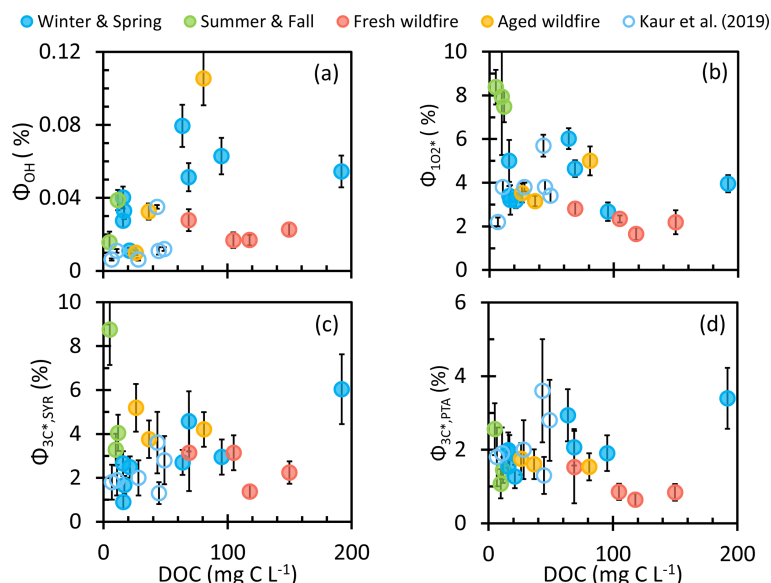 Winter & Spring Summer & Fall Fresh wildfire Aged wildfire Kaur et al. (2019)
(a)
ΦOH (%)
0.12
0.08
0.04
0.00
(b)
Φ1O2* (%)
10
8
6
4
2
0
(c)
Φ3C*,SYR (%)
10
8
6
4
2
0
0 100 200
DOC (mg C L-1)
(d)
Φ3C*,PTA (%)
6
4
2
0
0 100 200
DOC (mg C L-1)